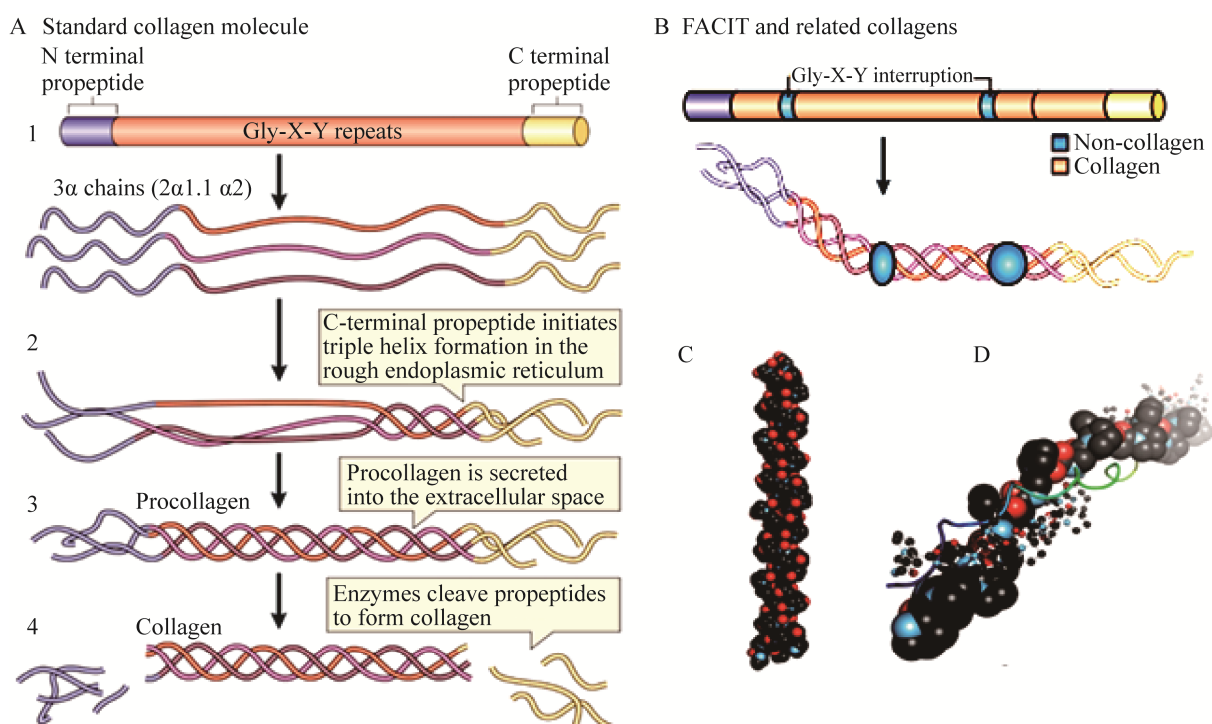 A Standard collagen molecule
N terminal
propeptide
C terminal
propeptide
1
Gly-X-Y repeats
3α chains (2α1.1 α2)
2
C-terminal propeptide initiates
triple helix formation in the
rough endoplasmic reticulum
3
Procollagen
Procollagen is secreted
into the extracellular space
4
Collagen
Enzymes cleave propeptides
to form collagen
B FACIT and related collagens
Gly-X-Y interruption
Non-collagen
Collagen
C
D